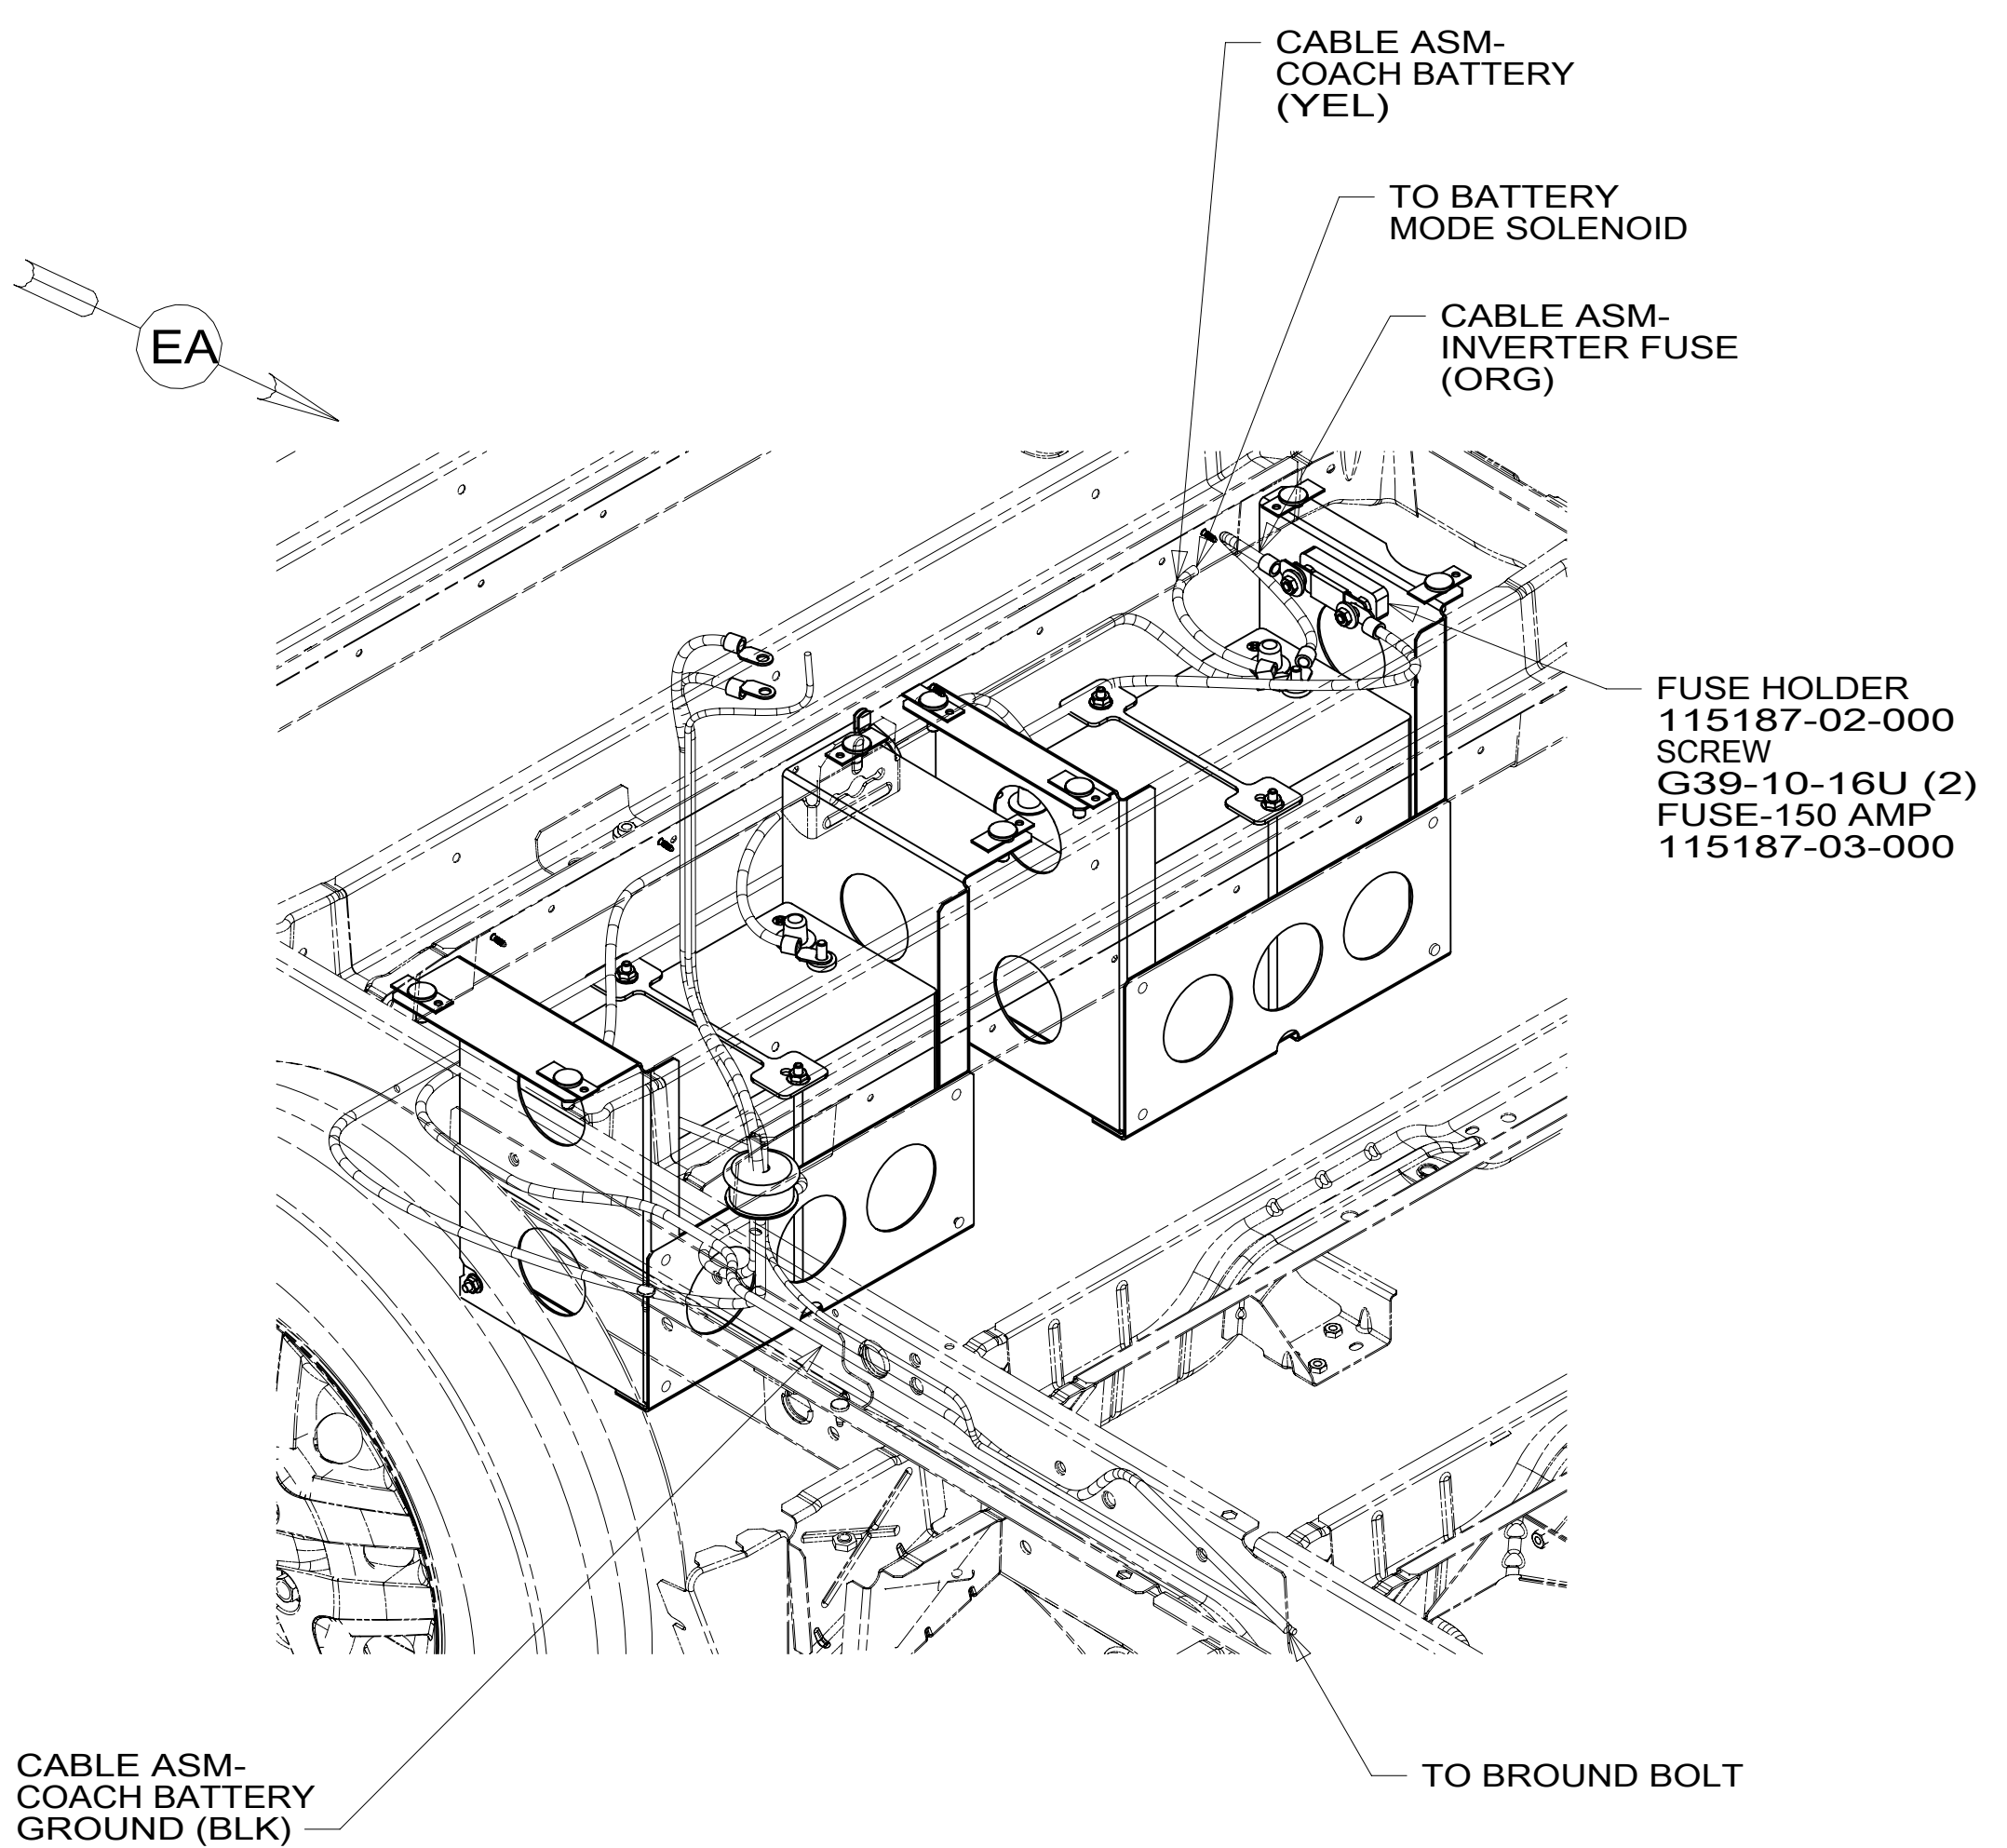 CABLE ASM-
COACH BATTERY
(YEL)
TO BATTERY
MODE SOLENOID
CABLE ASM-
INVERTER FUSE
(ORG)
EA
FUSE HOLDER
115187-02-000
SCREW
G39-10-16U (2)
FUSE-150 AMP
115187-03-000
CABLE ASM-
COACH BATTERY
GROUND (BLK)
TO BROUND BOLT